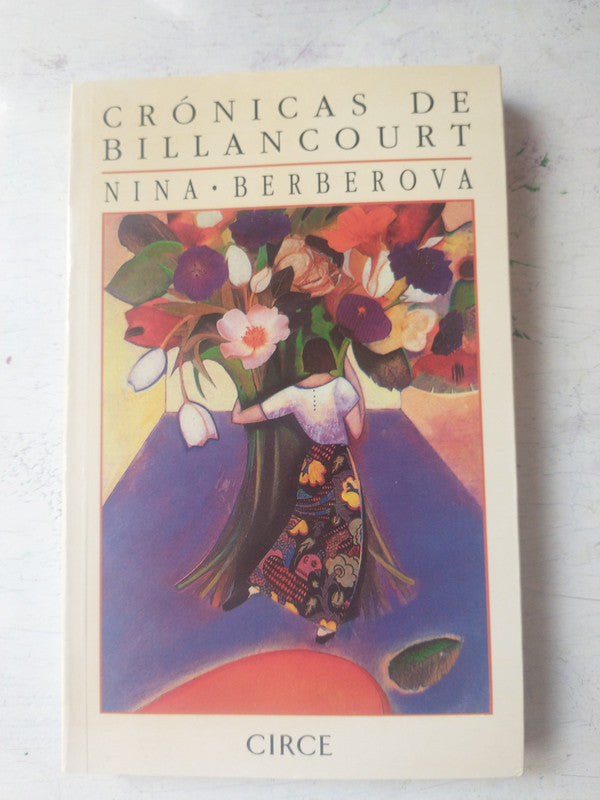 CRÓNICAS DE
BILLANCOURT
NINA · BERBEROVA
CIRCE